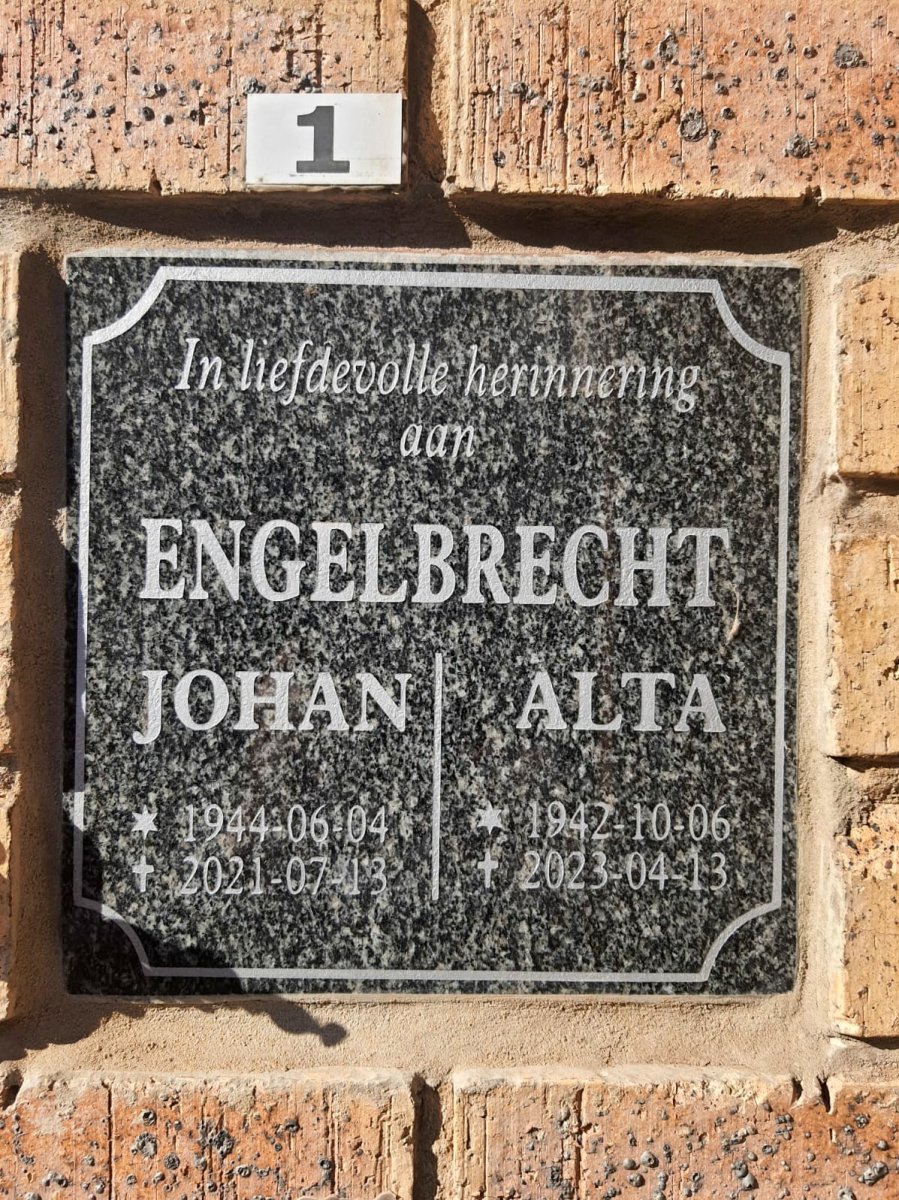 1
In liefdevolle herinnering
aan
ENGELBRECHT
JOHAN
1944-06-04
2021-07-13
ALTA
1942-10-06
2023-04-13